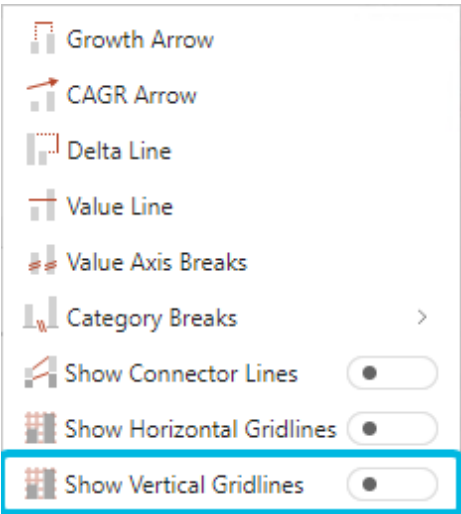 Growth Arrow
CAGR Arrow
Delta Line
Value Line
Value Axis Breaks
Category Breaks
Show Connector Lines
Show Horizontal Gridlines
Show Vertical Gridlines